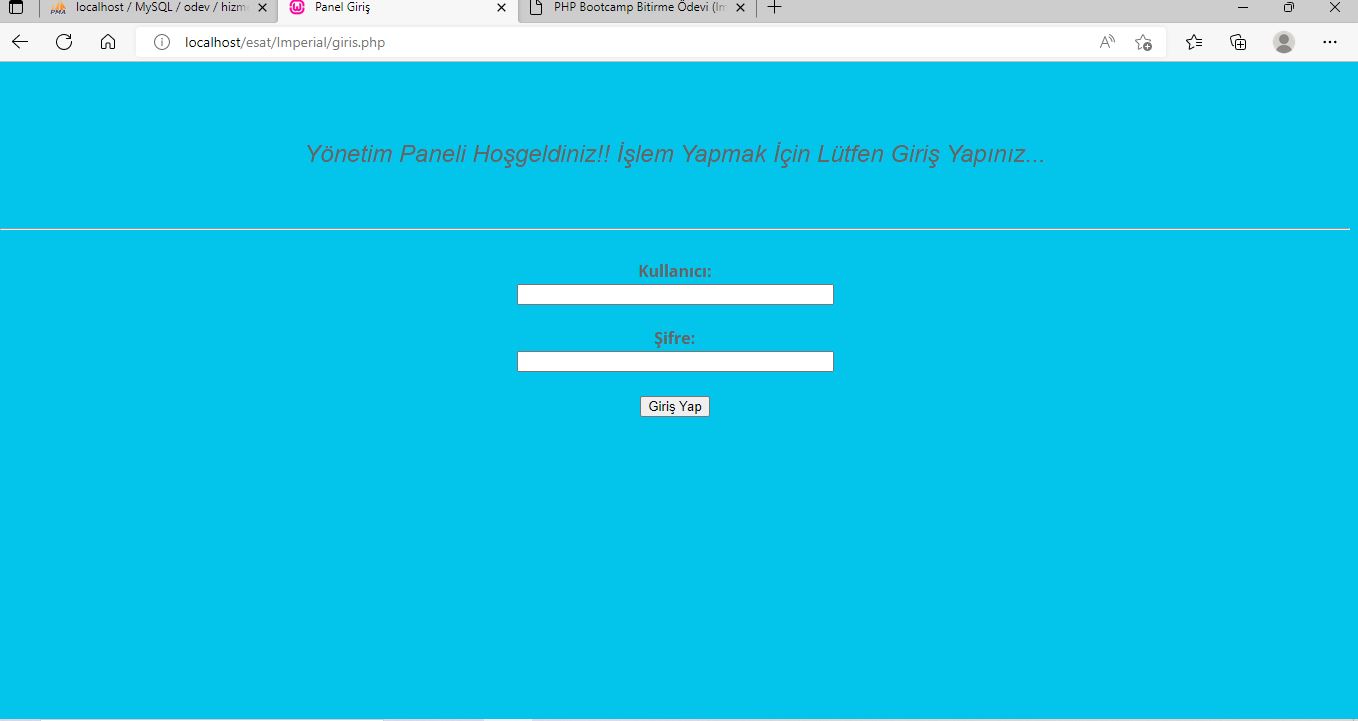 localhost / MySQL / odev / hizm
Panel Giriş
PHP Bootcamp Bitirme Ödevi (Im
localhost/esat/Imperial/giris.php
Yönetim Paneli Hoşgeldiniz!! İşlem Yapmak İçin Lütfen Giriş Yapınız...
Kullanıcı:
Şifre:
Giriş Yap